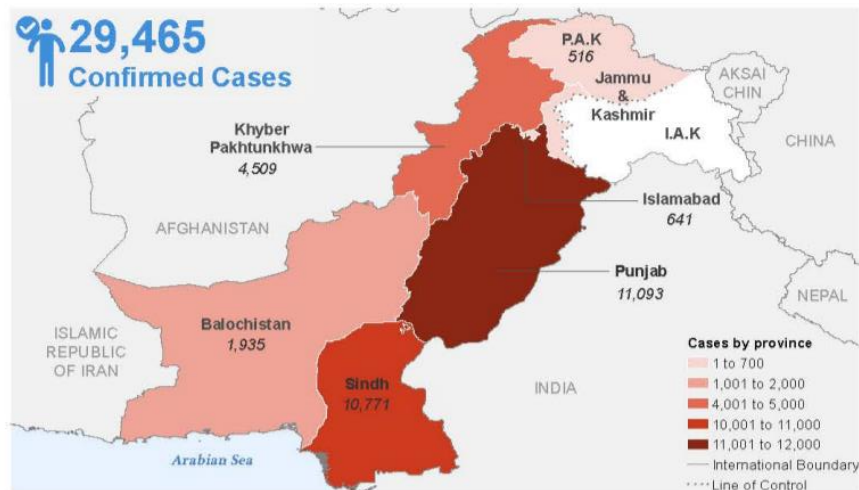 29,465
Confirmed Cases
P.A.K
516
Jammu
&
Kashmir
I.A.K
AKSAI
CHIN
CHINA
Khyber
Pakhtunkhwa
4,509
AFGHANISTAN
Islamabad
641
Punjab
11,093
NEPAL
ISLAMIC
REPUBLIC
OF IRAN
Balochistan
1,935
Sindh
10,771
INDIA
Arabian Sea
Cases by province
1 to 700
1,001 to 2,000
4,001 to 5,000
10,001 to 11,000
11,001 to 12,000
International Boundary
Line of Control